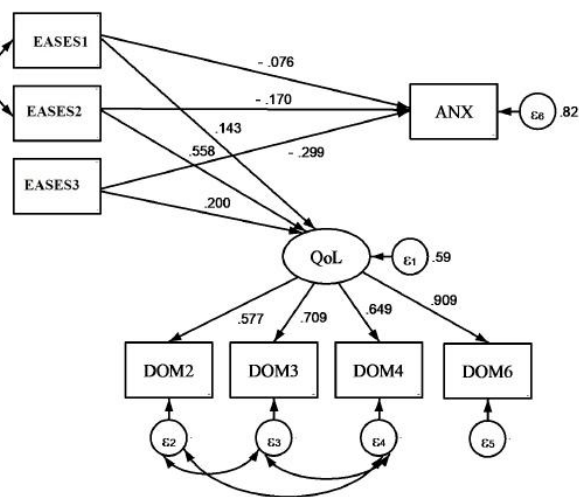 EASES1
- .076
EASES2
- .170
ANX
ε6
.82
.143
.558
- .299
EASES3
.200
QoL
ε1
.59
.577
.709
.649
.909
DOM2
DOM3
DOM4
DOM6
ε2
ε3
ε4
ε5